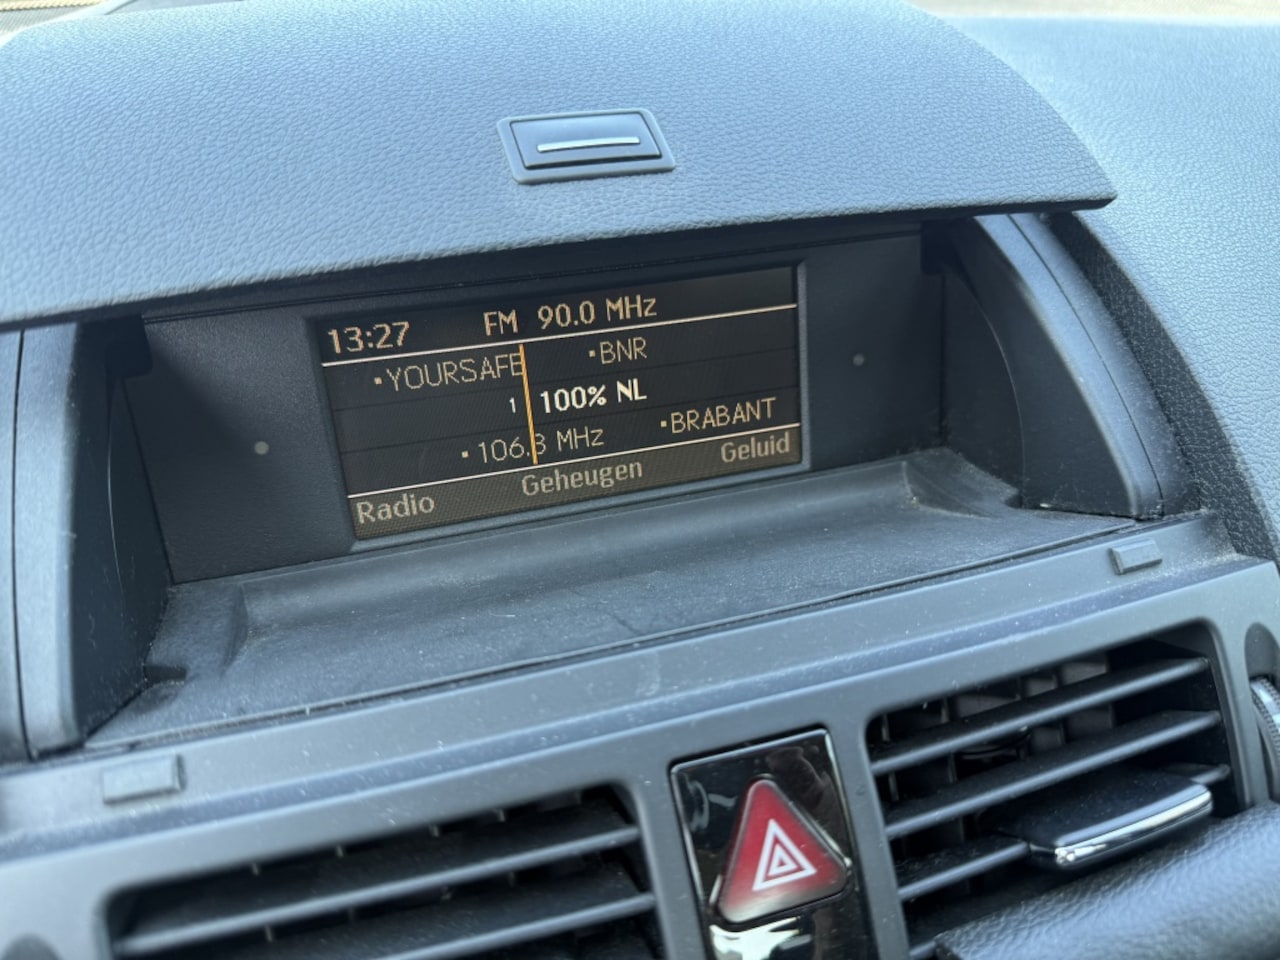 13:27 FM 90.0 MHz
▪YOURSAFE ▪BNR
1 100% NL
▪106.3 MHz ▪BRABANT
Radio Geheugen Geluid